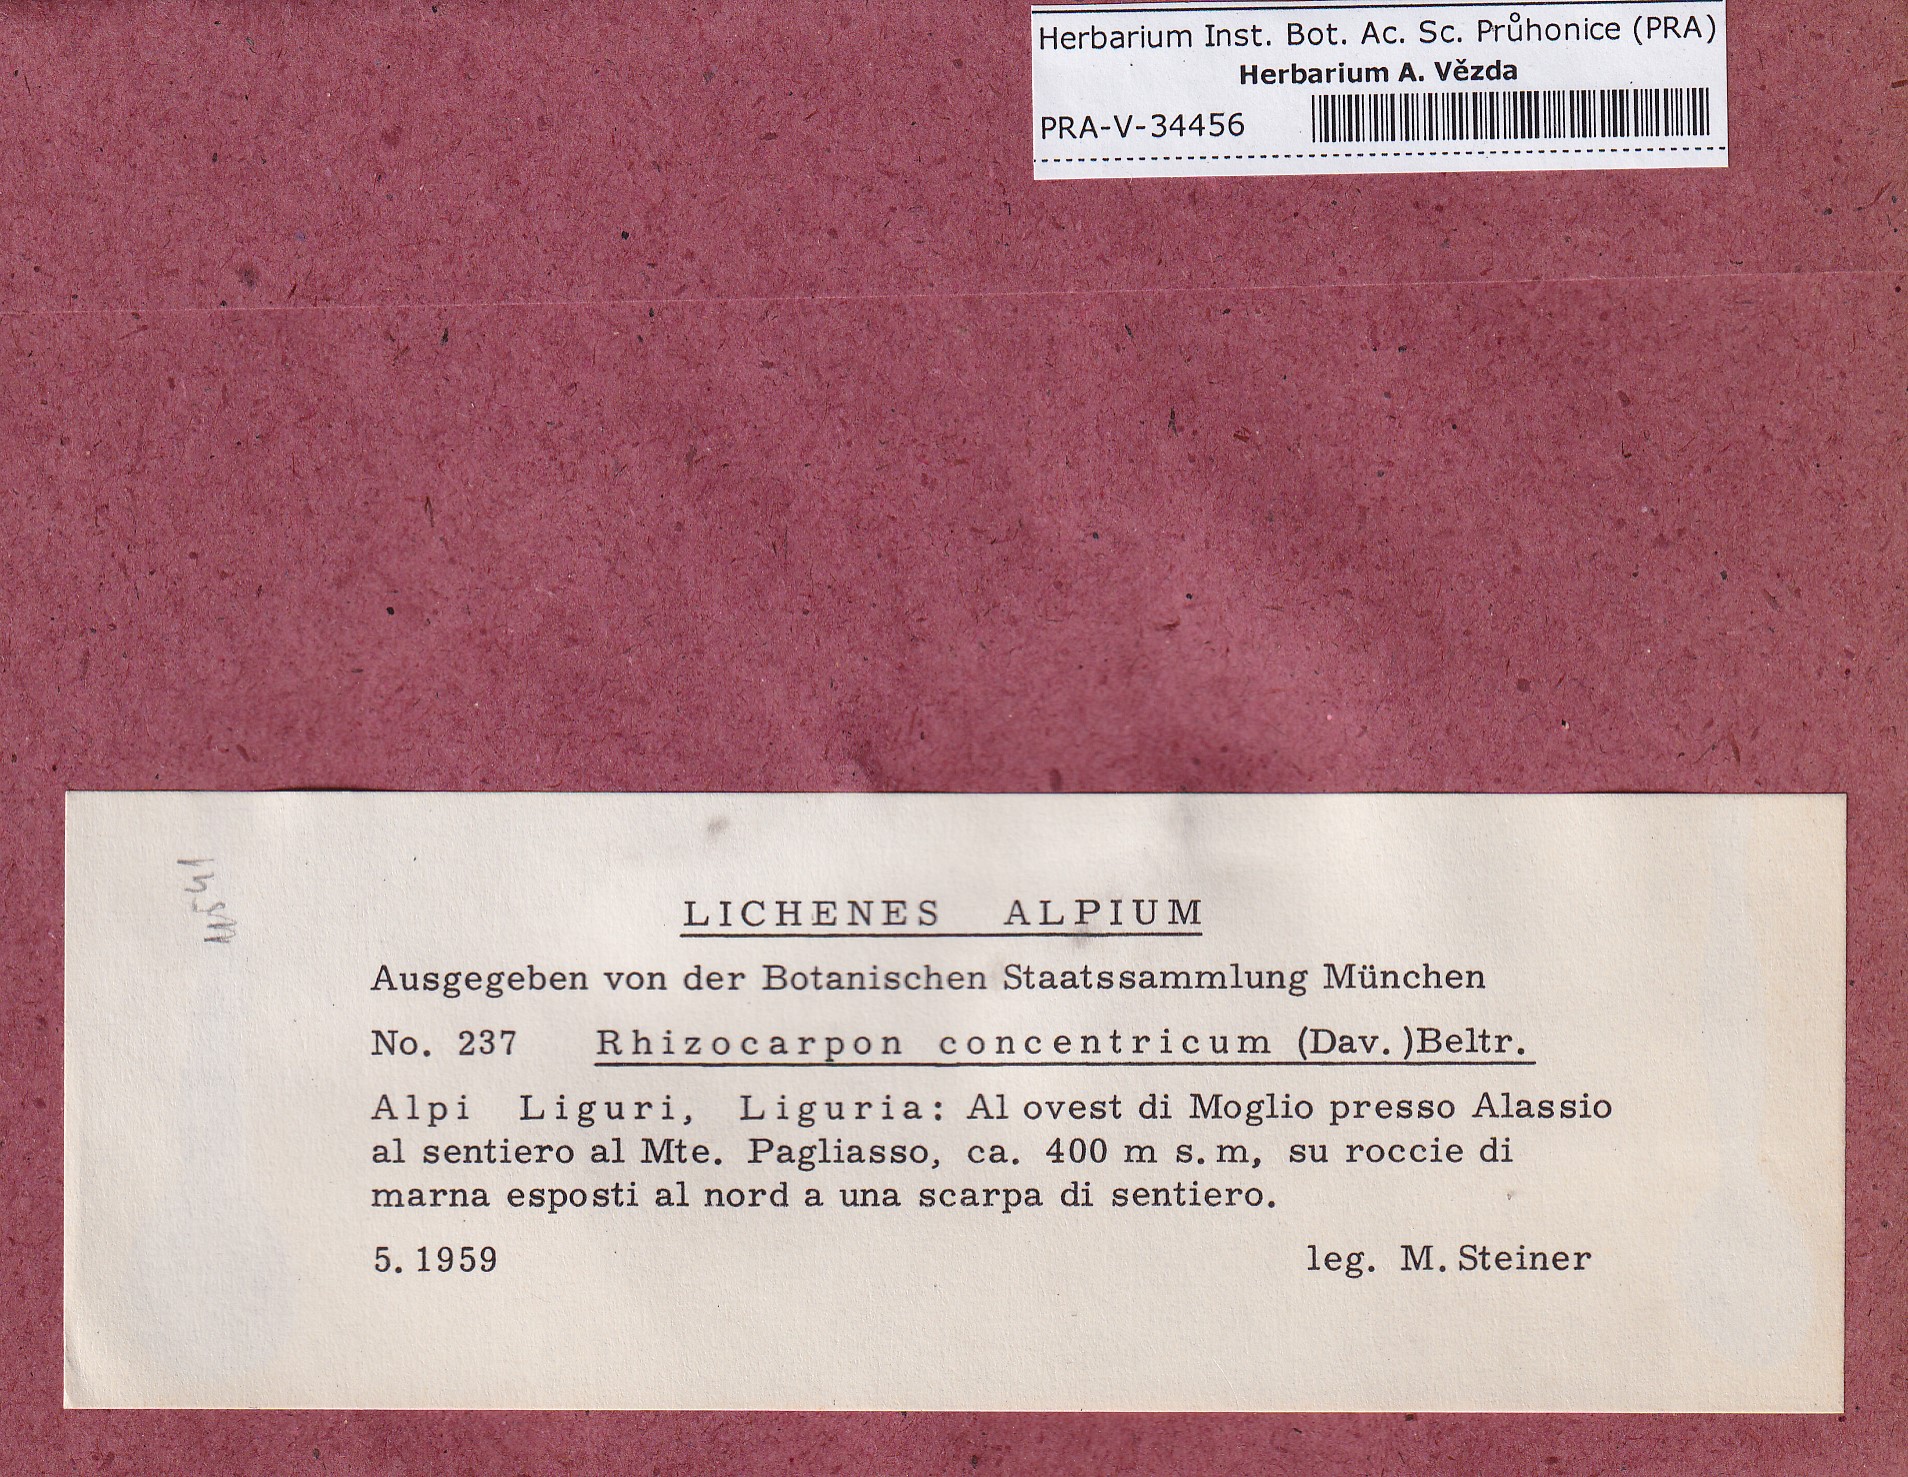 Herbarium Inst. Bot. Ac. Sc. Průhonice (PRA)
Herbarium A. Vězda
PRA-V-34456
LICHENES ALPIUM
Ausgegeben von der Botanischen Staatssammlung München
No. 237 Rhizocarpon concentricum (Dav.)Beltr.
Alpi Liguri, Liguria: Al ovest di Moglio presso Alassio
al sentiero al Mte. Pagliasso, ca. 400 m s.m, su roccie di
marna esposti al nord a una scarpa di sentiero.
5.1959 leg. M. Steiner